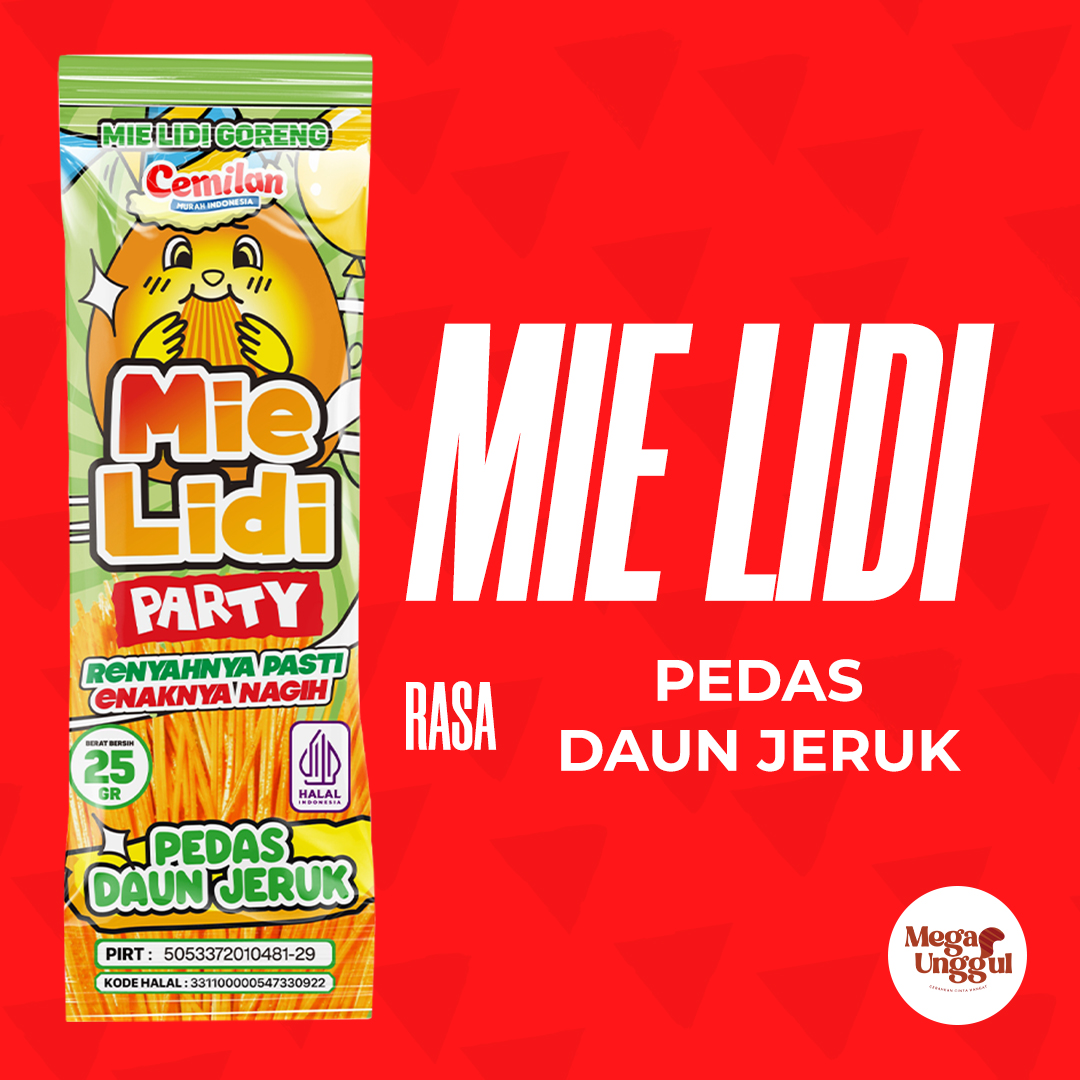 MIE LIDI GORENG
Cemilan
MURAH INDONESIA
Mie
Lidi
PARTY
RENYAHNYA PASTI
ENAKNYA NAGIH
BERAT BERSIH
25
GR
HALAL
INDONESIA
PEDAS
DAUN JERUK
PIRT : 5053372010481-29
KODE HALAL : 331100000547330922
MIE LIDI
RASA
PEDAS
DAUN JERUK
Mega
Unggul